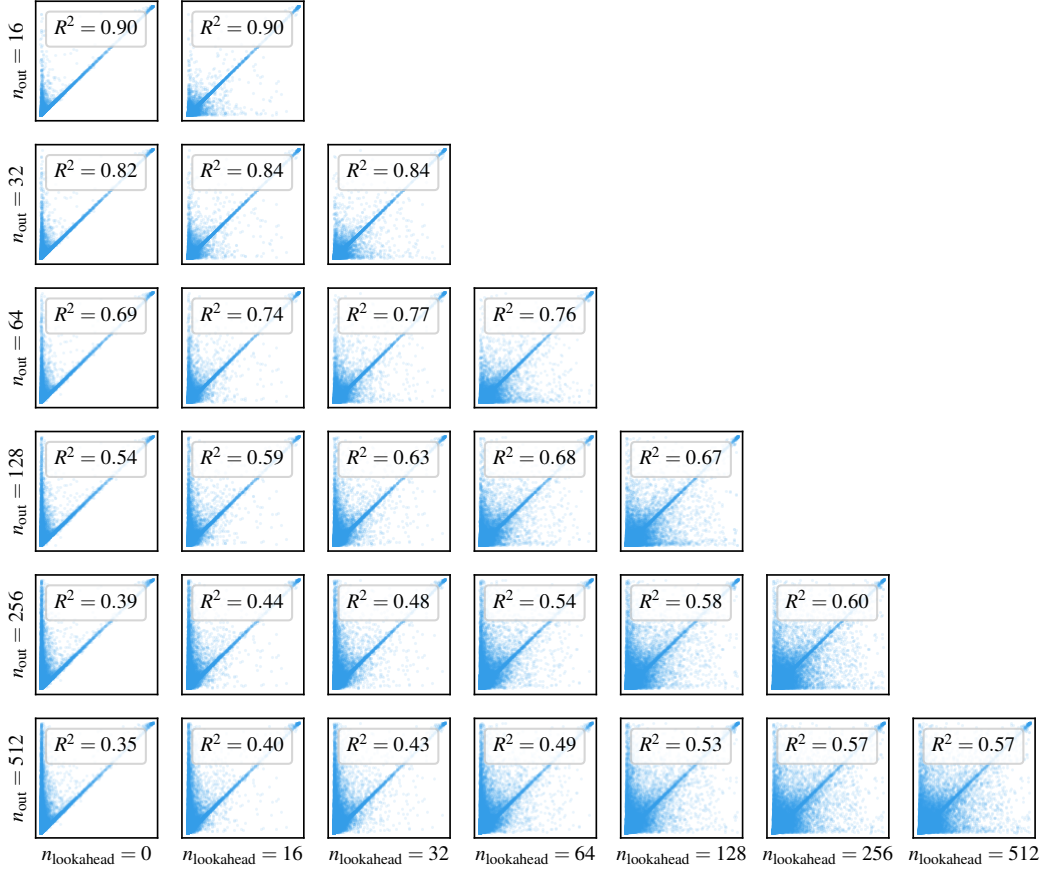 n_out = 16
R² = 0.90
R² = 0.90
n_out = 32
R² = 0.82
R² = 0.84
R² = 0.84
n_out = 64
R² = 0.69
R² = 0.74
R² = 0.77
R² = 0.76
n_out = 128
R² = 0.54
R² = 0.59
R² = 0.63
R² = 0.68
R² = 0.67
n_out = 256
R² = 0.39
R² = 0.44
R² = 0.48
R² = 0.54
R² = 0.58
R² = 0.60
n_out = 512
R² = 0.35
R² = 0.40
R² = 0.43
R² = 0.49
R² = 0.53
R² = 0.57
R² = 0.57
n_lookahead = 0
n_lookahead = 16
n_lookahead = 32
n_lookahead = 64
n_lookahead = 128
n_lookahead = 256
n_lookahead = 512